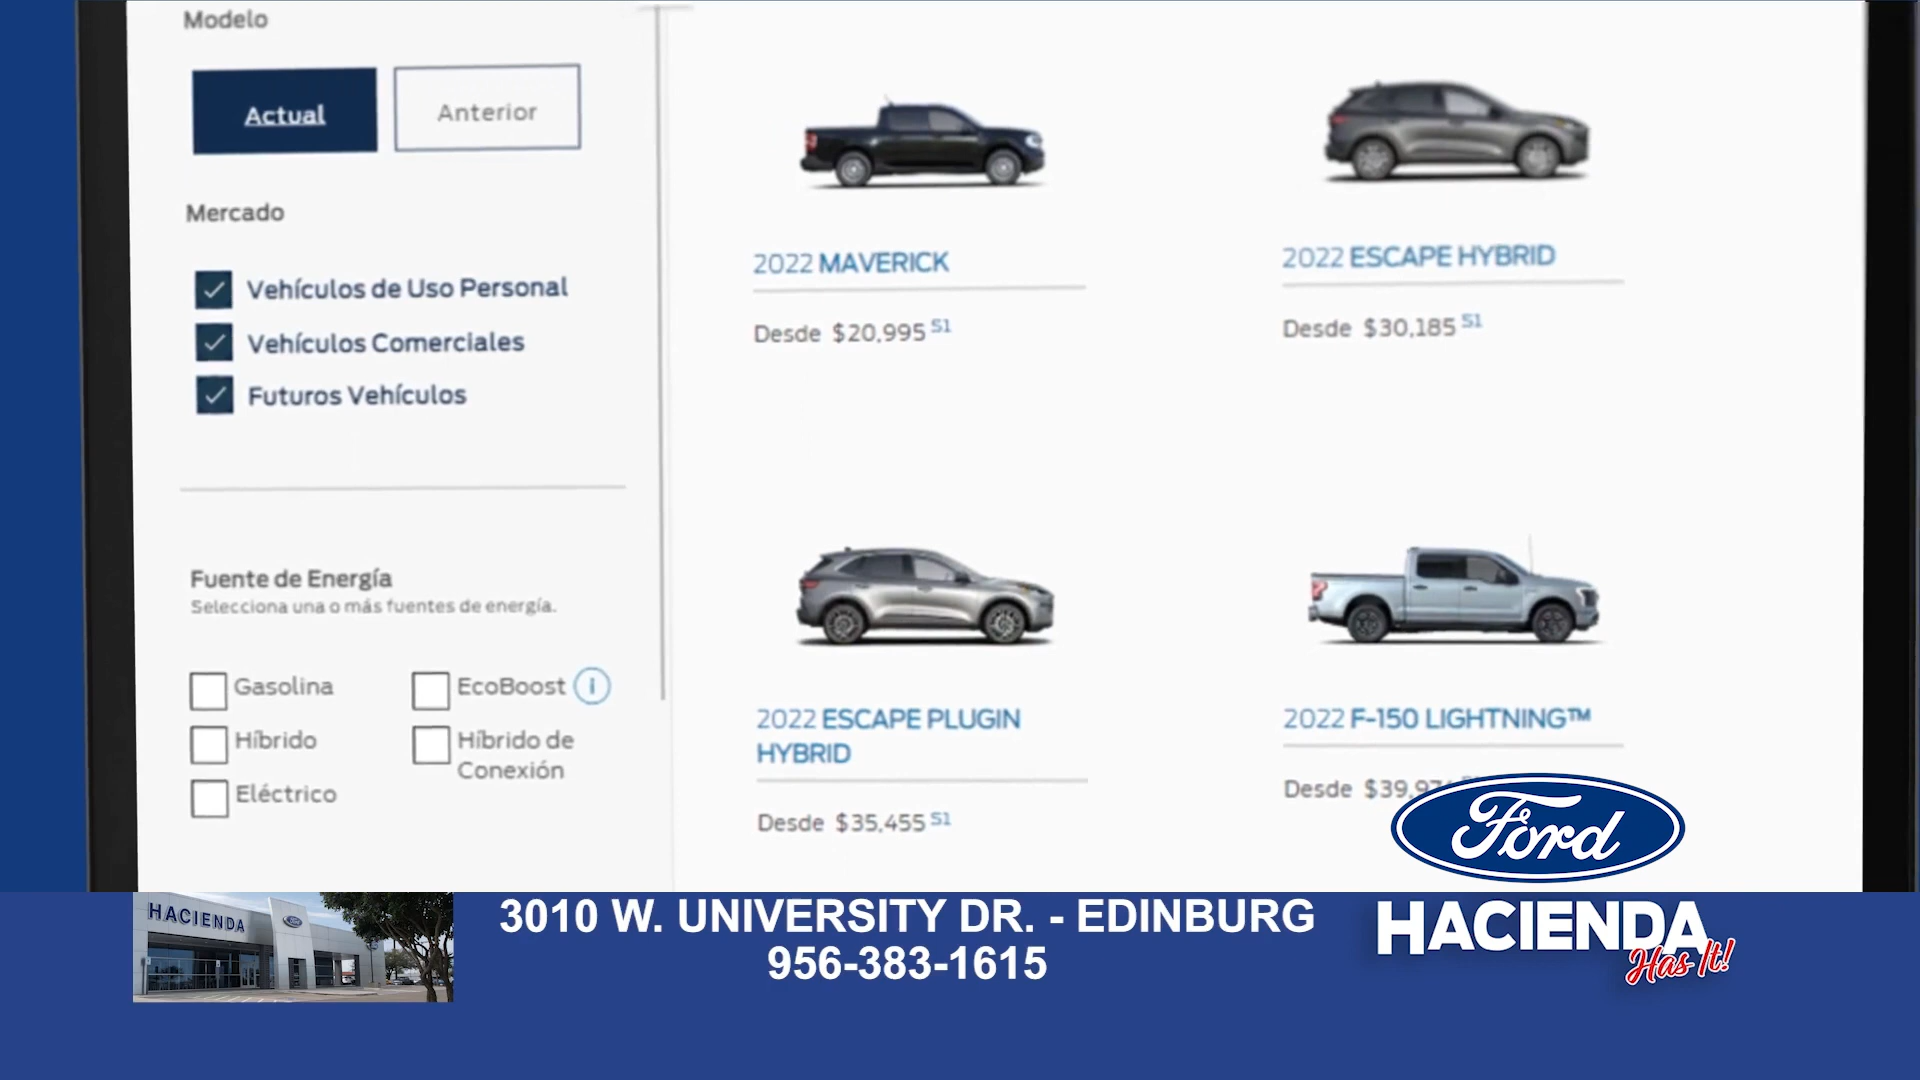 Modelo
Actual
Anterior
Mercado
Vehículos de Uso Personal
Vehículos Comerciales
Futuros Vehículos
Fuente de Energía
Selecciona una o más fuentes de energía.
Gasolina
EcoBoost i
Híbrido
Híbrido de
Conexión
Eléctrico
2022 MAVERICK
Desde $20,995 S1
2022 ESCAPE HYBRID
Desde $30,185 S1
2022 ESCAPE PLUGIN
HYBRID
Desde $35,455 S1
2022 F-150 LIGHTNING™
Desde
Ford
HACIENDA
Ford
3010 W. UNIVERSITY DR. - EDINBURG
956-383-1615
HACIENDA
Has It!